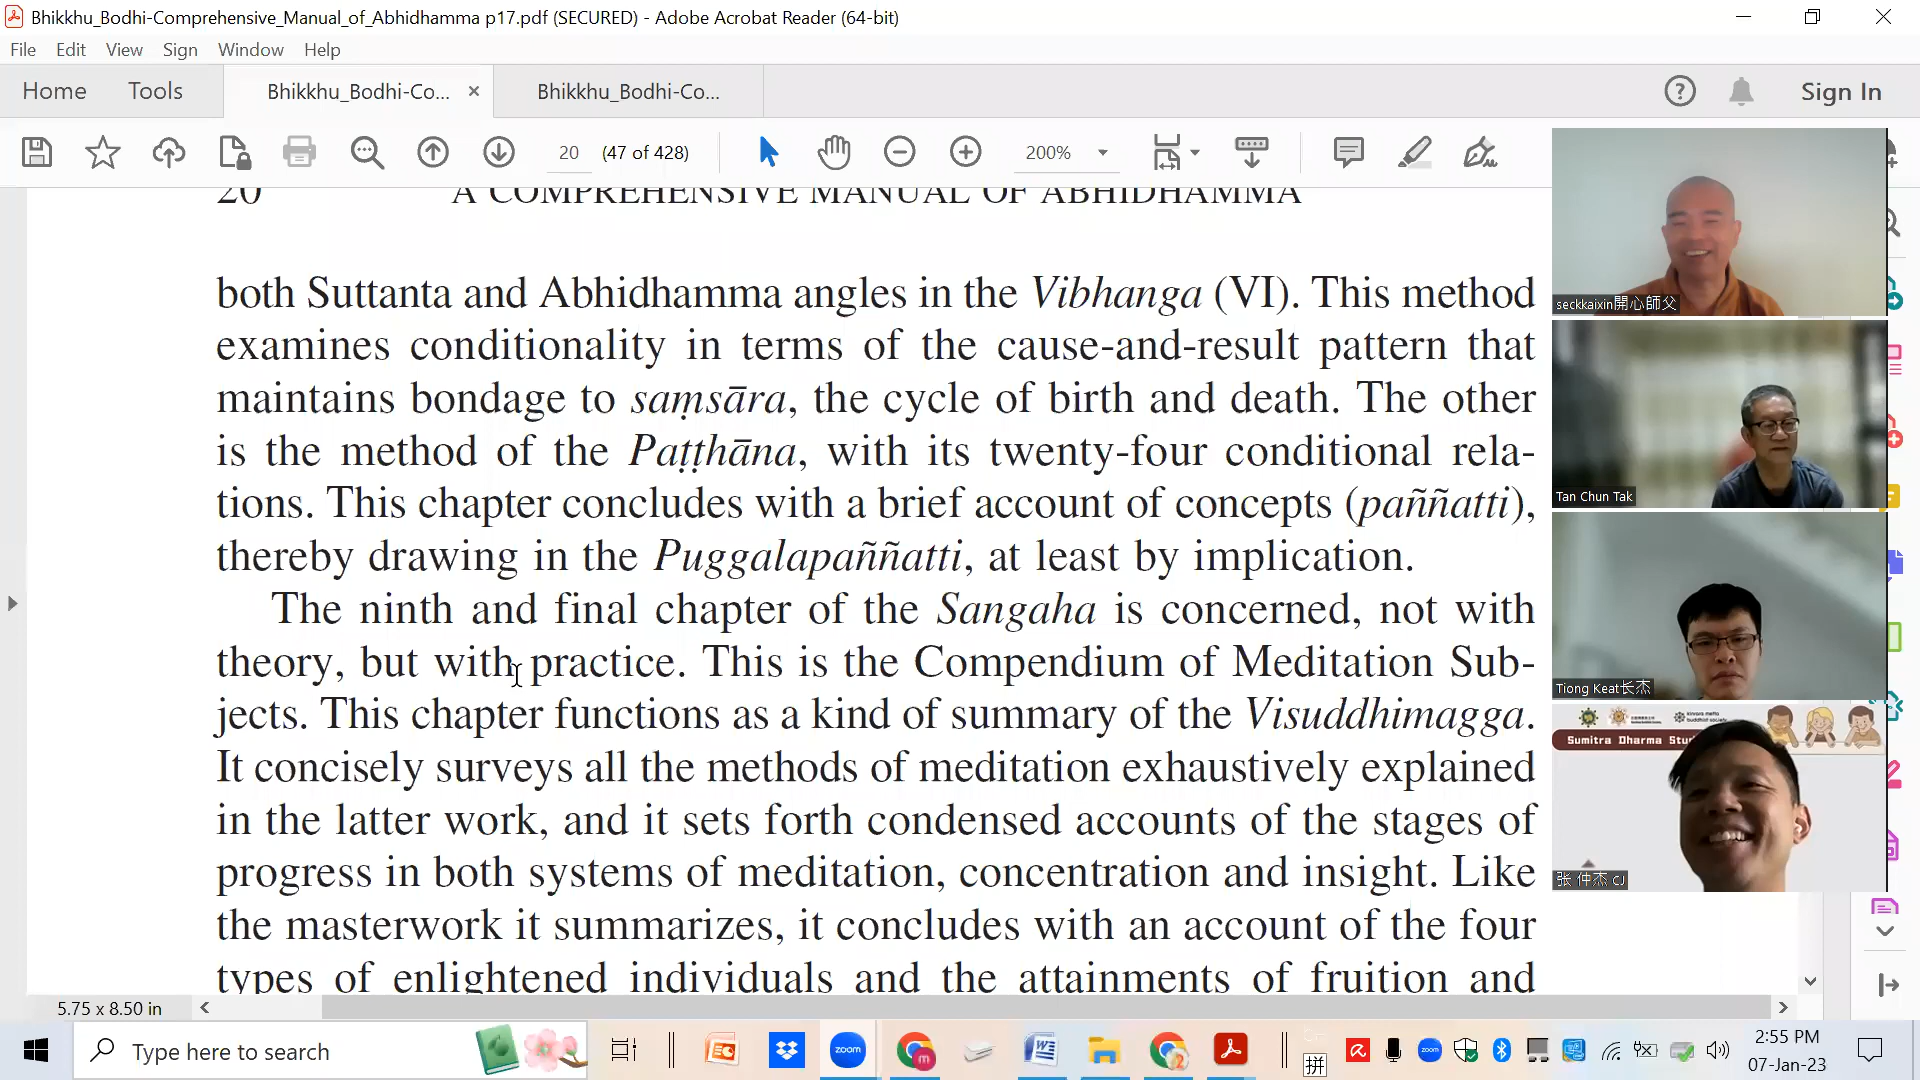 Bhikkhu_Bodhi-Comprehensive_Manual_of_Abhidhamma p17.pdf (SECURED) - Adobe Acrobat Reader (64-bit)
File Edit View Sign Window Help
Home Tools Bhikkhu_Bodhi-Co... × Bhikkhu_Bodhi-Co... Sign In
20 (47 of 428) 200%
20 A COMPREHENSIVE MANUAL OF ABHIDHAMMA
both Suttanta and Abhidhamma angles in the Vibhanga (VI). This method
examines conditionality in terms of the cause-and-result pattern that
maintains bondage to saṃsāra, the cycle of birth and death. The other
is the method of the Paṭṭhāna, with its twenty-four conditional rela-
tions. This chapter concludes with a brief account of concepts (paññatti),
thereby drawing in the Puggalapaññatti, at least by implication.
The ninth and final chapter of the Sangaha is concerned, not with
theory, but with practice. This is the Compendium of Meditation Sub-
jects. This chapter functions as a kind of summary of the Visuddhimagga.
It concisely surveys all the methods of meditation exhaustively explained
in the latter work, and it sets forth condensed accounts of the stages of
progress in both systems of meditation, concentration and insight. Like
the masterwork it summarizes, it concludes with an account of the four
types of enlightened individuals and the attainments of fruition and
seckkaixin開心師父
Tan Chun Tak
Tiong Keat长杰
Sumitra Dharma Stu
张 仲杰 CJ
5.75 x 8.50 in
Type here to search
zoom
拼
2:55 PM
07-Jan-23